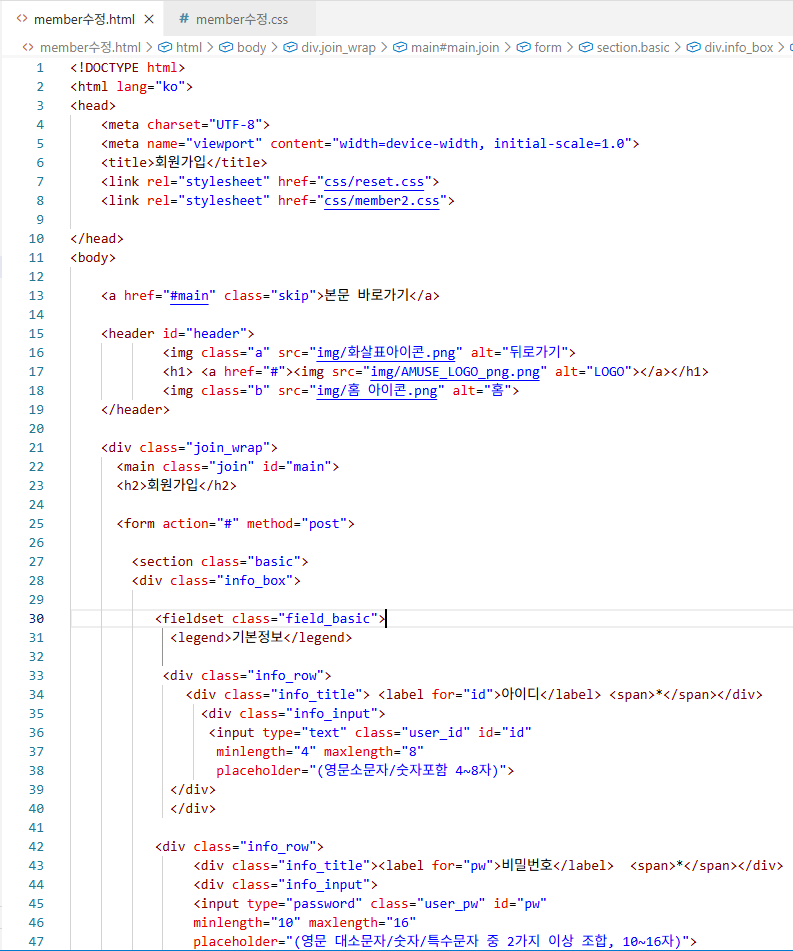 member수정.html
member수정.css
member수정.html > html > body > div.join_wrap > main#main.join > form > section.basic > div.info_box >
1 <!DOCTYPE html>
2 <html lang="ko">
3 <head>
4 <meta charset="UTF-8">
5 <meta name="viewport" content="width=device-width, initial-scale=1.0">
6 <title>회원가입</title>
7 <link rel="stylesheet" href="css/reset.css">
8 <link rel="stylesheet" href="css/member2.css">
9
10 </head>
11 <body>
12
13 <a href="#main" class="skip">본문 바로가기</a>
14
15 <header id="header">
16 <img class="a" src="img/화살표아이콘.png" alt="뒤로가기">
17 <h1> <a href="#"><img src="img/AMUSE_LOGO_png.png" alt="LOGO"></a></h1>
18 <img class="b" src="img/홈 아이콘.png" alt="홈">
19 </header>
20
21 <div class="join_wrap">
22 <main class="join" id="main">
23 <h2>회원가입</h2>
24
25 <form action="#" method="post">
26
27 <section class="basic">
28 <div class="info_box">
29
30 <fieldset class="field_basic">
31 <legend>기본정보</legend>
32
33 <div class="info_row">
34 <div class="info_title"> <label for="id">아이디</label> <span>*</span></div>
35 <div class="info_input">
36 <input type="text" class="user_id" id="id"
37 minlength="4" maxlength="8"
38 placeholder="(영문소문자/숫자포함 4~8자)">
39 </div>
40 </div>
41
42 <div class="info_row">
43 <div class="info_title"><label for="pw">비밀번호</label> <span>*</span></div>
44 <div class="info_input">
45 <input type="password" class="user_pw" id="pw"
46 minlength="10" maxlength="16"
47 placeholder="(영문 대소문자/숫자/특수문자 중 2가지 이상 조합, 10~16자)">